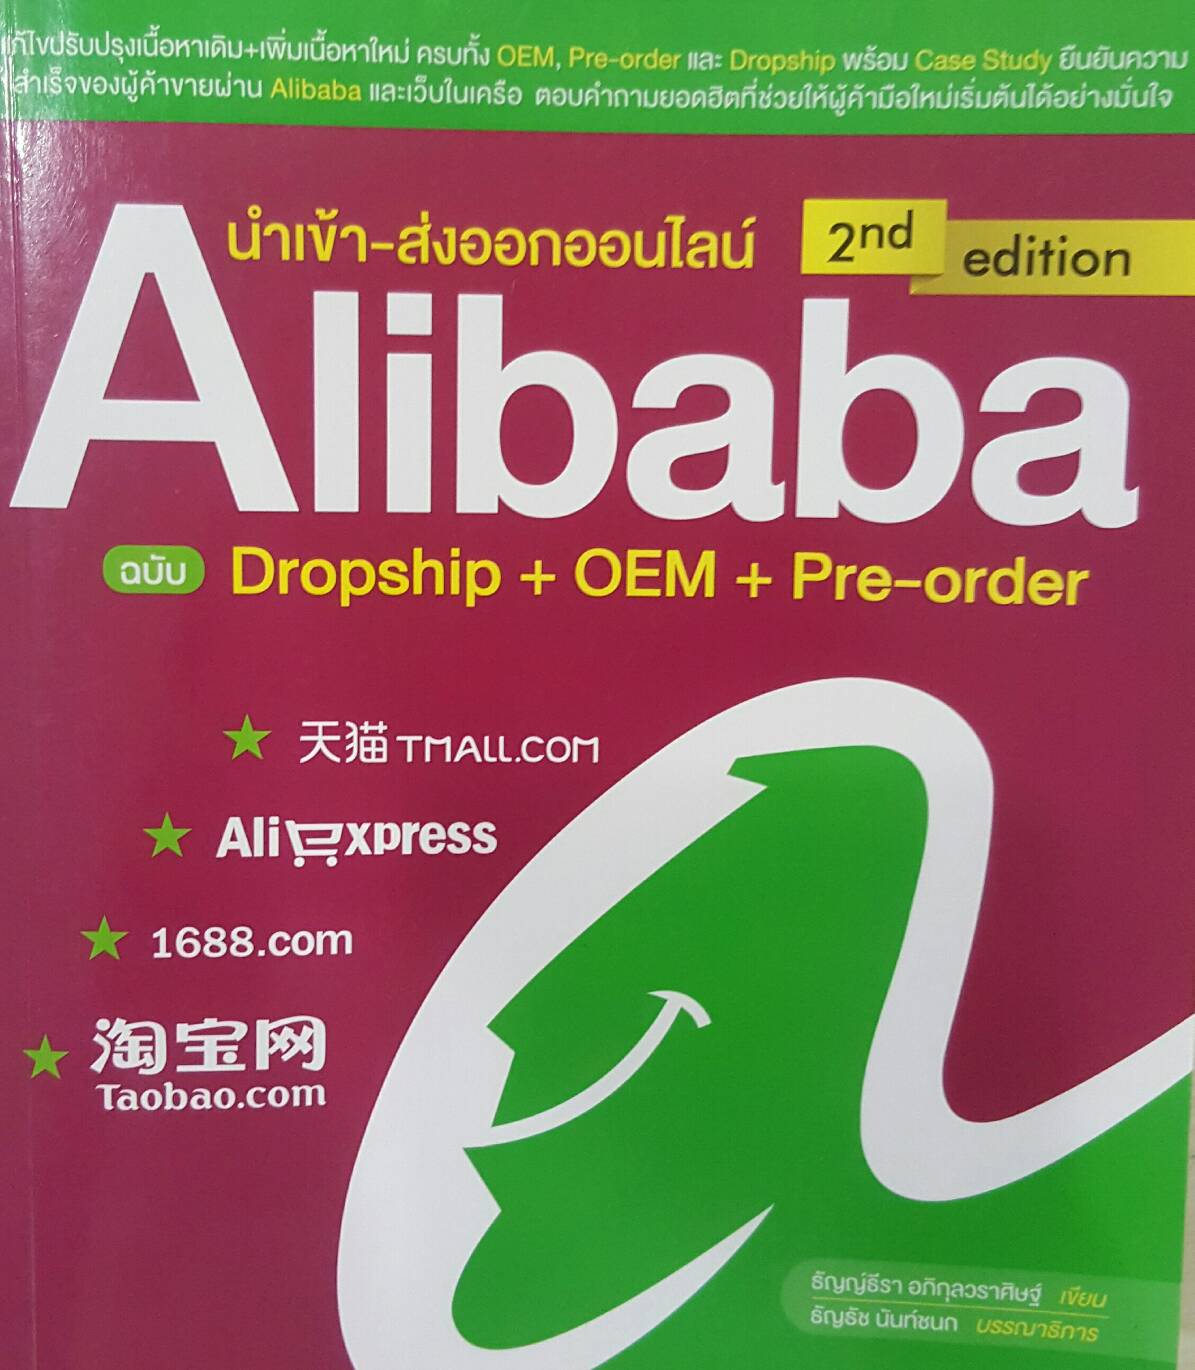 แก้ไขปรับปรุงเนื้อหาเดิม+เพิ่มเนื้อหาใหม่ ครบทั้ง OEM, Pre-order และ Dropship พร้อม Case Study ยืนยันความ
สำเร็จของผู้ค้าขายผ่าน Alibaba และเว็บในเครือ ตอบคำถามยอดฮิตที่ช่วยให้ผู้ค้ามือใหม่เริ่มต้นได้อย่างมั่นใจ
นำเข้า-ส่งออกออนไลน์
2nd edition
Alibaba
ฉบับ Dropship + OEM + Pre-order
天猫 TMALL.COM
AliExpress
1688.com
淘宝网
Taobao.com
ธัญญ์ธีรา อภิกุลวราศิษฐ์ เขียน
ธัญธัช นันท์ชนก บรรณาธิการ